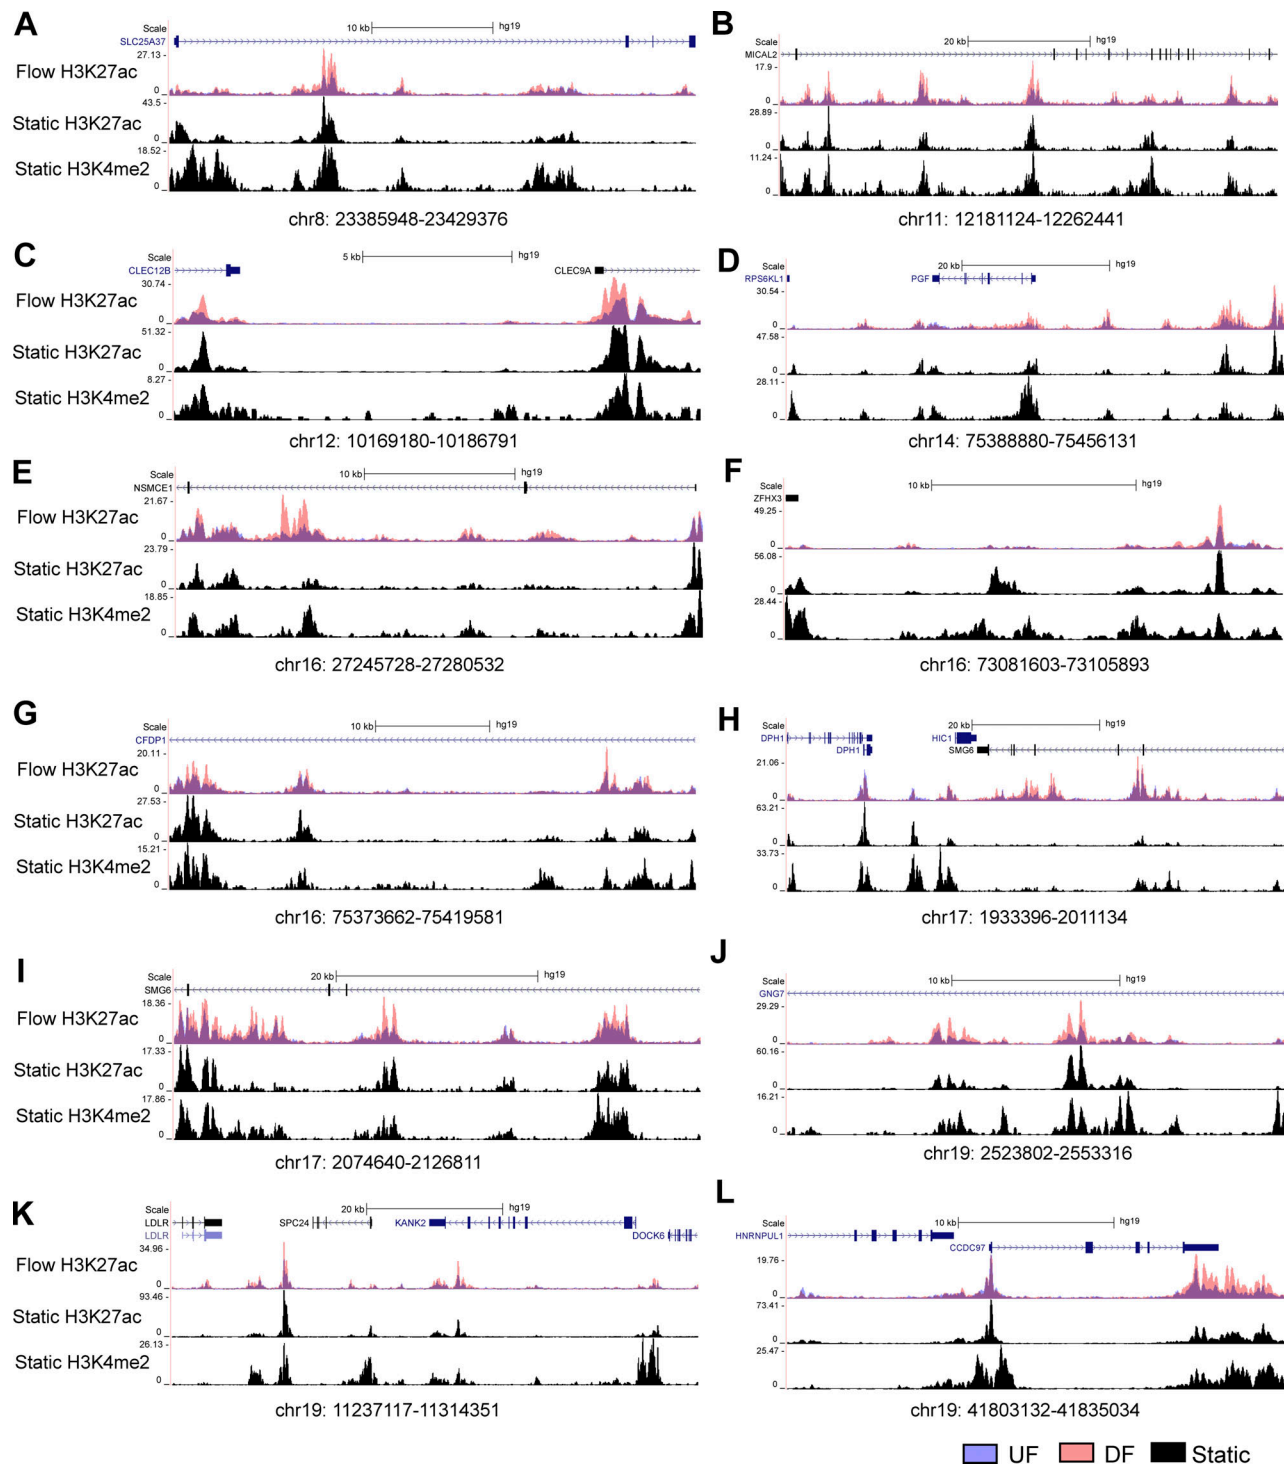 A
Scale 10 kb hg19
SLC25A37
27.13 -
Flow H3K27ac
0 _
43.5 -
Static H3K27ac
0 _
18.52 -
Static H3K4me2
0 _
chr8: 23385948-23429376
B
Scale 20 kb hg19
MICAL2
17.9 -
0 _
28.89 -
0 _
11.24 -
0 _
chr11: 12181124-12262441
C
Scale 5 kb hg19
CLEC12B CLEC9A
30.74 -
Flow H3K27ac
0 _
51.32 -
Static H3K27ac
0 _
8.27 -
Static H3K4me2
0 _
chr12: 10169180-10186791
D
Scale 20 kb hg19
RPS6KL1 PGF
30.54 -
0 _
47.58 -
0 _
28.11 -
0 _
chr14: 75388880-75456131
E
Scale 10 kb hg19
NSMCE1
21.67 -
Flow H3K27ac
0 _
23.79 -
Static H3K27ac
0 _
18.85 -
Static H3K4me2
0 _
chr16: 27245728-27280532
F
Scale 10 kb hg19
ZFHX3
49.25 -
0 _
56.08 -
0 _
28.44 -
0 _
chr16: 73081603-73105893
G
Scale 10 kb hg19
CFDP1
20.11 -
Flow H3K27ac
0 _
27.53 -
Static H3K27ac
0 _
15.21 -
Static H3K4me2
0 _
chr16: 75373662-75419581
H
Scale 20 kb hg19
DPH1 HIC1
DPH1 SMG6
21.06 -
0 _
63.21 -
0 _
33.73 -
0 _
chr17: 1933396-2011134
I
Scale 20 kb hg19
SMG6
18.36 -
Flow H3K27ac
0 _
17.33 -
Static H3K27ac
0 _
17.86 -
Static H3K4me2
0 _
chr17: 2074640-2126811
J
Scale 10 kb hg19
GNG7
29.29 -
0 _
60.16 -
0 _
16.21 -
0 _
chr19: 2523802-2553316
K
Scale 20 kb hg19
LDLR SPC24 KANK2
LDLR DOCK6
34.96 -
Flow H3K27ac
0 _
93.46 -
Static H3K27ac
0 _
26.13 -
Static H3K4me2
0 _
chr19: 11237117-11314351
L
Scale 10 kb hg19
HNRNPUL1
CCDC97
19.76 -
0 _
73.41 -
0 _
25.47 -
0 _
chr19: 41803132-41835034
UF DF Static